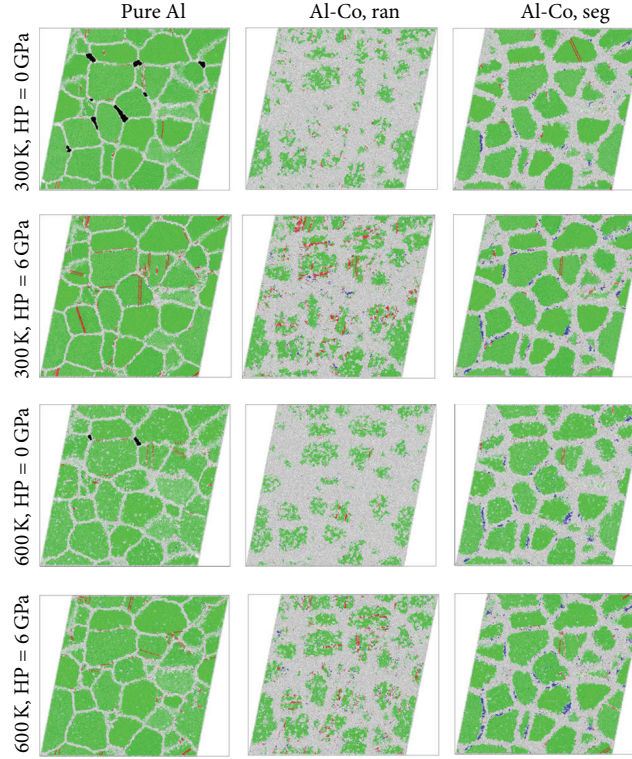 Pure Al Al-Co, ran Al-Co, seg
300 K, HP = 0 GPa
300 K, HP = 6 GPa
600 K, HP = 0 GPa
600 K, HP = 6 GPa